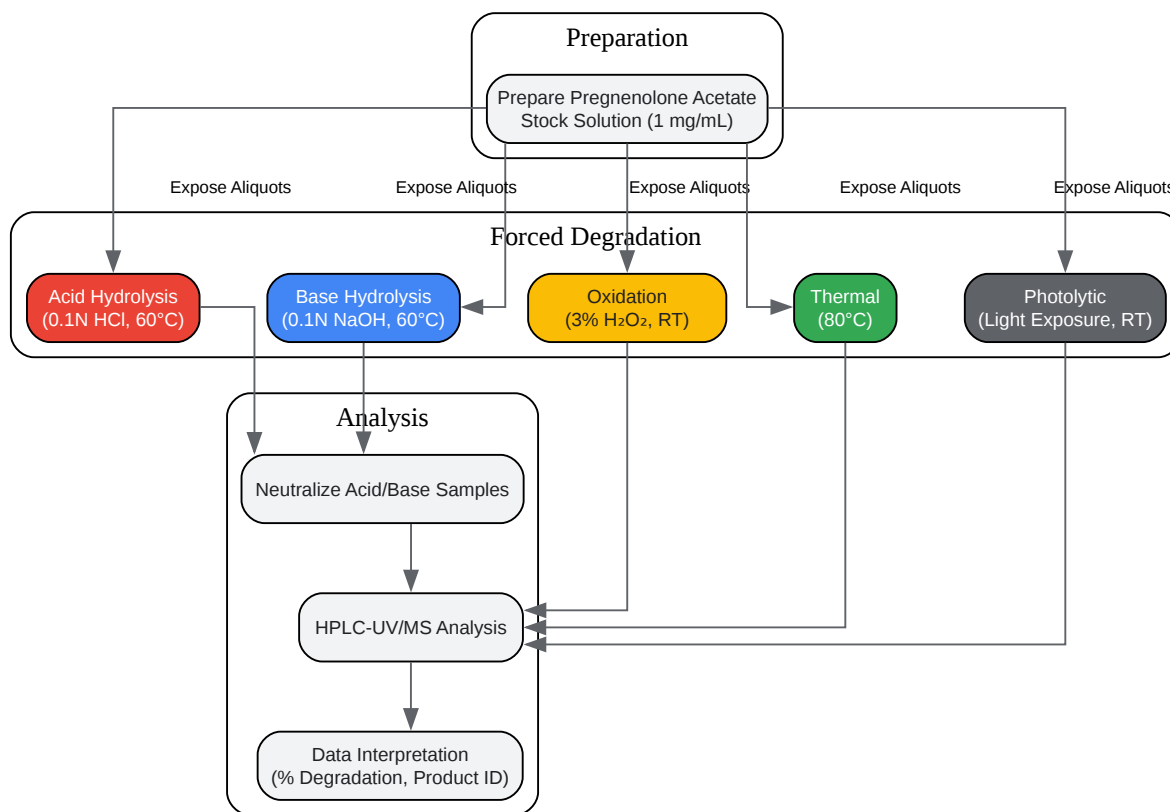 Preparation
Prepare Pregnenolone Acetate
Stock Solution (1 mg/mL)
Expose Aliquots
Expose Aliquots
Expose Aliquots
Expose Aliquots
Expose Aliquots
Forced Degradation
Acid Hydrolysis
(0.1N HCl, 60°C)
Base Hydrolysis
(0.1N NaOH, 60°C)
Oxidation
(3% H₂O₂, RT)
Thermal
(80°C)
Photolytic
(Light Exposure, RT)
Analysis
Neutralize Acid/Base Samples
HPLC-UV/MS Analysis
Data Interpretation
(% Degradation, Product ID)